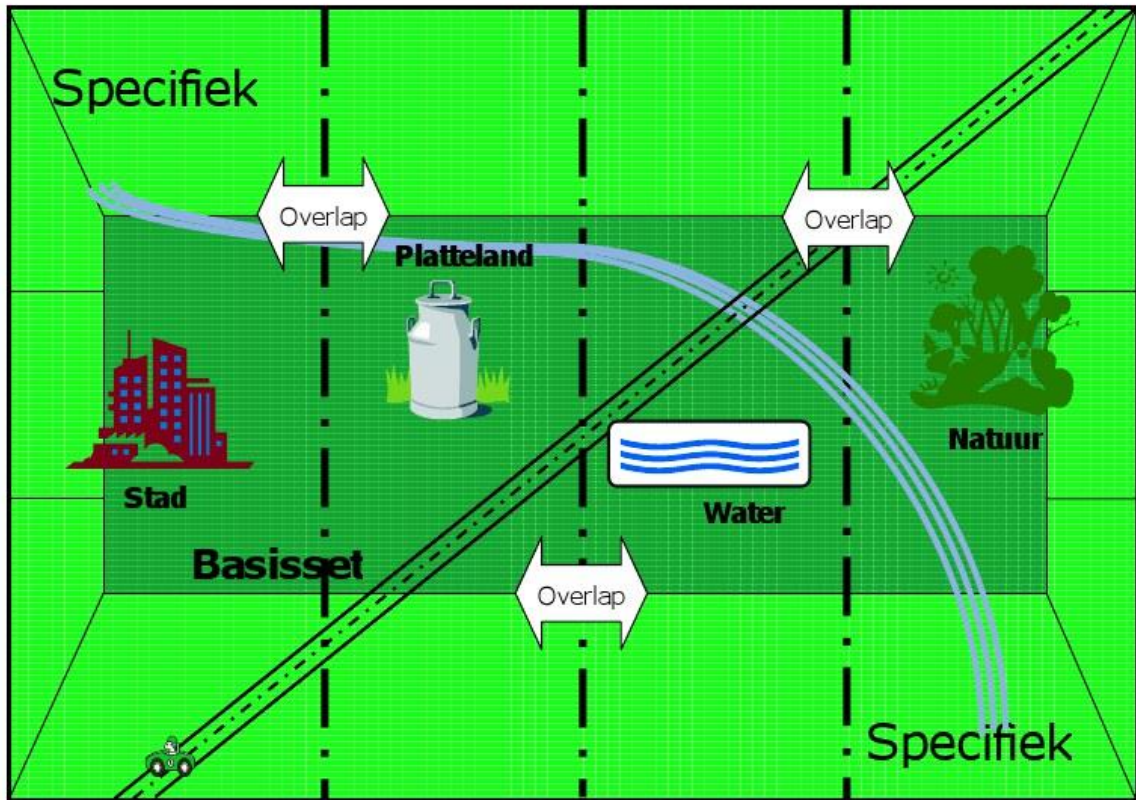 Specifiek
Overlap
Overlap
Platteland
Natuur
Stad
Water
Basisset
Overlap
Specifiek